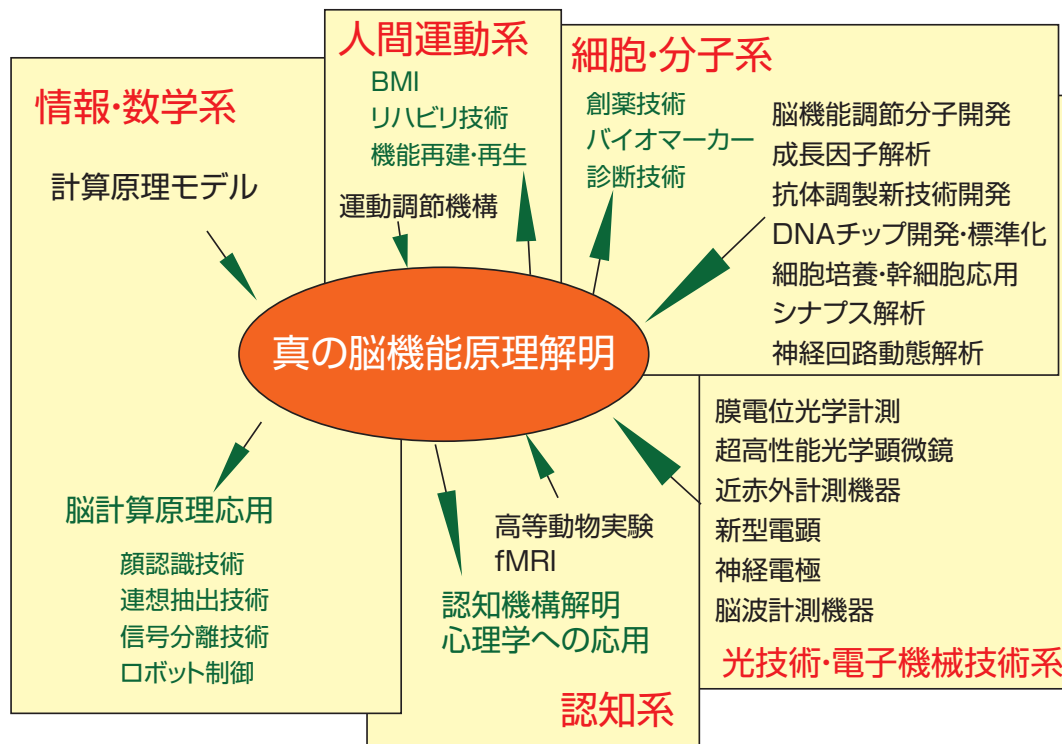 人間運動系
BMI
リハビリ技術
機能再建・再生
運動調節機構
細胞・分子系
創薬技術
バイオマーカー
診断技術
脳機能調節分子開発
成長因子解析
抗体調製新技術開発
DNAチップ開発・標準化
細胞培養・幹細胞応用
シナプス解析
神経回路動態解析
情報・数学系
計算原理モデル
真の脳機能原理解明
脳計算原理応用
顔認識技術
連想抽出技術
信号分離技術
ロボット制御
高等動物実験
fMRI
認知機構解明
心理学への応用
認知系
膜電位光学計測
超高性能光学顕微鏡
近赤外計測機器
新型電顕
神経電極
脳波計測機器
光技術・電子機械技術系